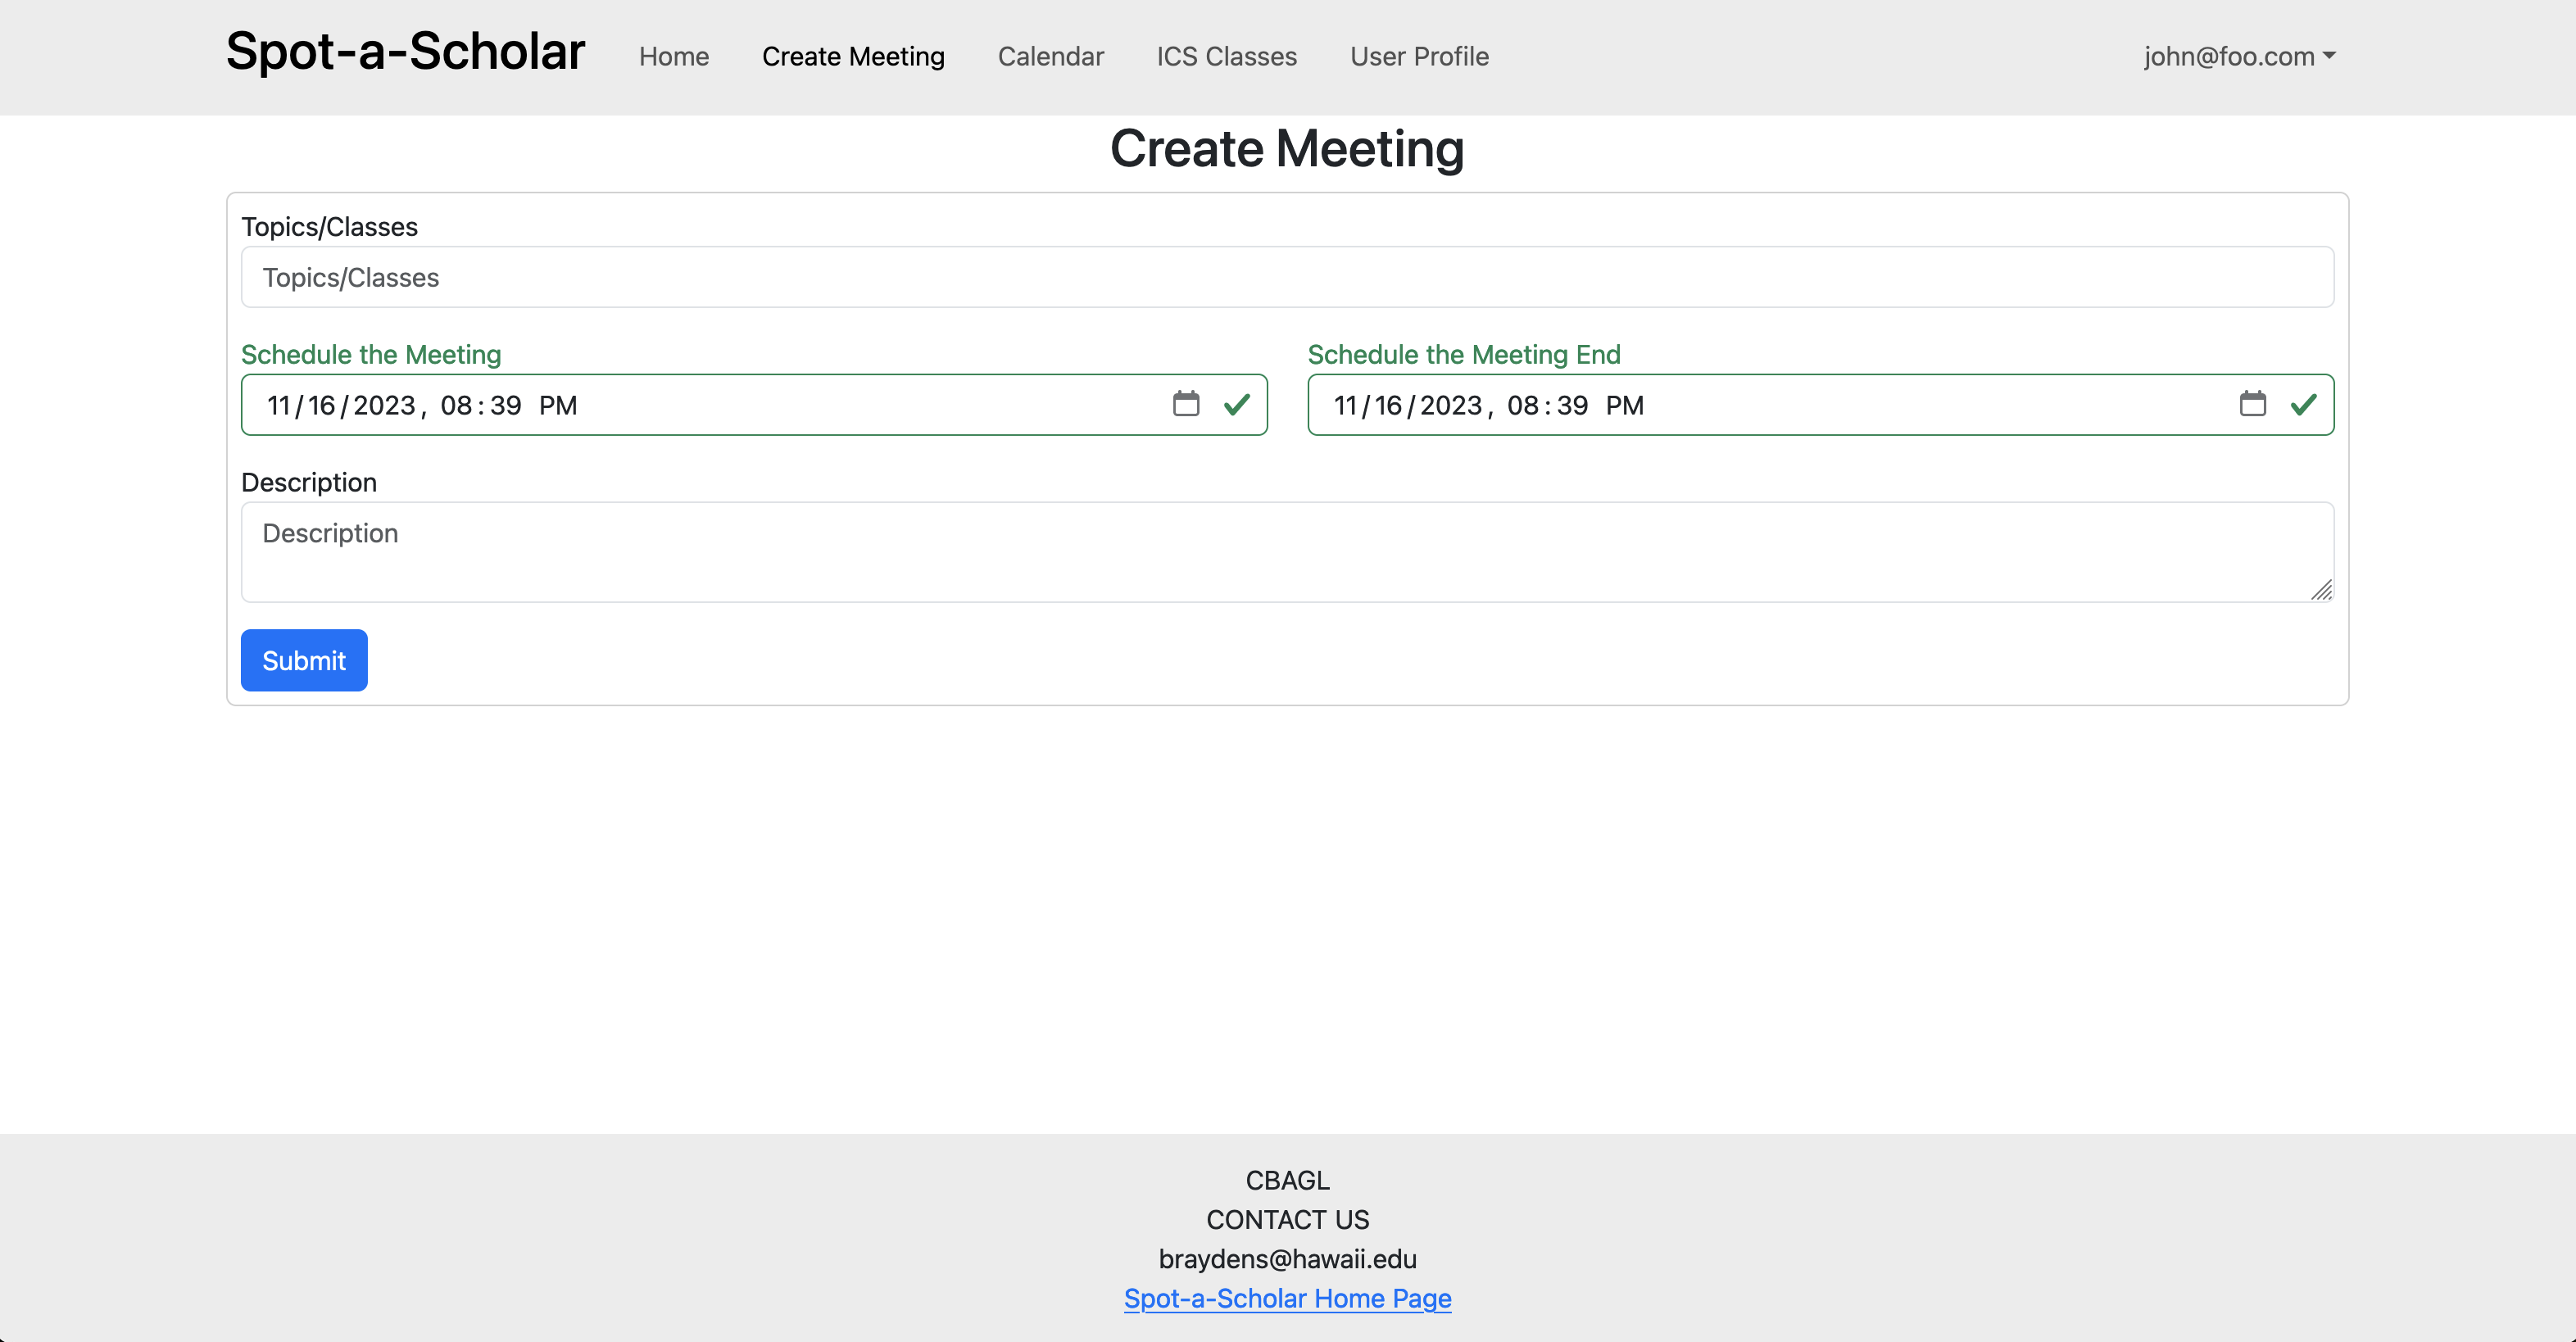 Spot-a-Scholar Home Create Meeting Calendar ICS Classes User Profile john@foo.com
Create Meeting
Topics/Classes
Topics/Classes
Schedule the Meeting Schedule the Meeting End
11/16/2023, 08:39 PM 11/16/2023, 08:39 PM
Description
Description
Submit
CBAGL
CONTACT US
braydens@hawaii.edu
Spot-a-Scholar Home Page